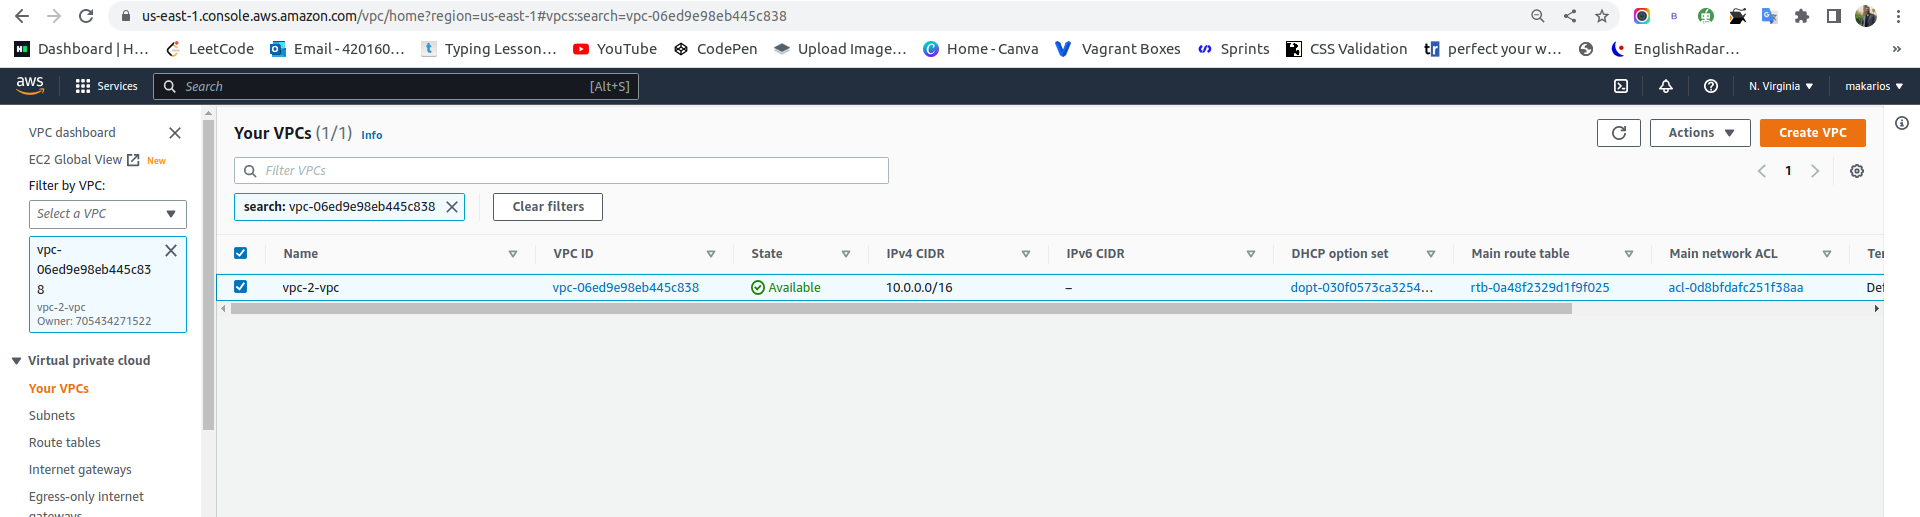 us-east-1.console.aws.amazon.com/vpc/home?region=us-east-1#vpcs:search=vpc-06ed9e98eb445c838
Dashboard | H... LeetCode Email - 420160... Typing Lesson... YouTube CodePen Upload Image... Home - Canva Vagrant Boxes Sprints CSS Validation perfect your w... EnglishRadar... »
aws Services Search [Alt+S] N. Virginia makarios
VPC dashboard
EC2 Global View New
Filter by VPC:
Select a VPC
vpc-
06ed9e98eb445c83
8
vpc-2-vpc
Owner: 705434271522
Virtual private cloud
Your VPCs
Subnets
Route tables
Internet gateways
Egress-only internet
gateways
Your VPCs (1/1) Info
Actions Create VPC
Filter VPCs
1
search: vpc-06ed9e98eb445c838 Clear filters
Name VPC ID State IPv4 CIDR IPv6 CIDR DHCP option set Main route table Main network ACL Ter
vpc-2-vpc vpc-06ed9e98eb445c838 Available 10.0.0.0/16 – dopt-030f0573ca3254... rtb-0a48f2329d1f9f025 acl-0d8bfdafc251f38aa Def